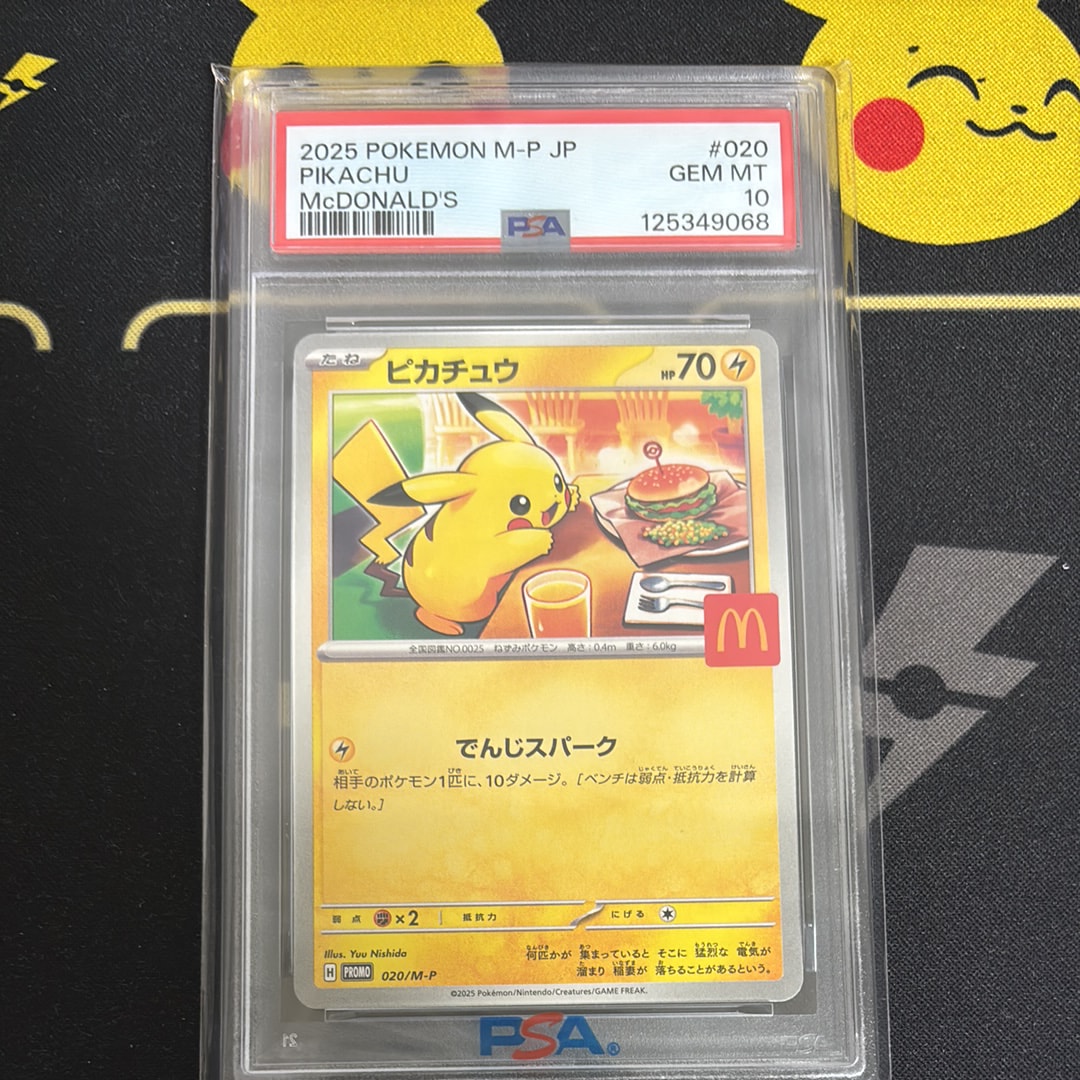 2025 POKEMON M-P JP #020
PIKACHU GEM MT
McDONALD'S 10
PSA 125349068
たね ピカチュウ HP70
M
全国図鑑NO.0025 ねずみポケモン 高さ:0.4m 重さ:6.0kg
でんじスパーク
相手のポケモン1匹に、10ダメージ。[ベンチは弱点・抵抗力を計算
しない。]
弱点 ×2 抵抗力 にげる
Illus. Yuu Nishida
何匹かが 集まっていると そこに 猛烈な 電気が
溜まり 稲妻が 落ちることがあるという。
H PROMO 020/M-P
©2025 Pokémon/Nintendo/Creatures/GAME FREAK.
PSA®
21